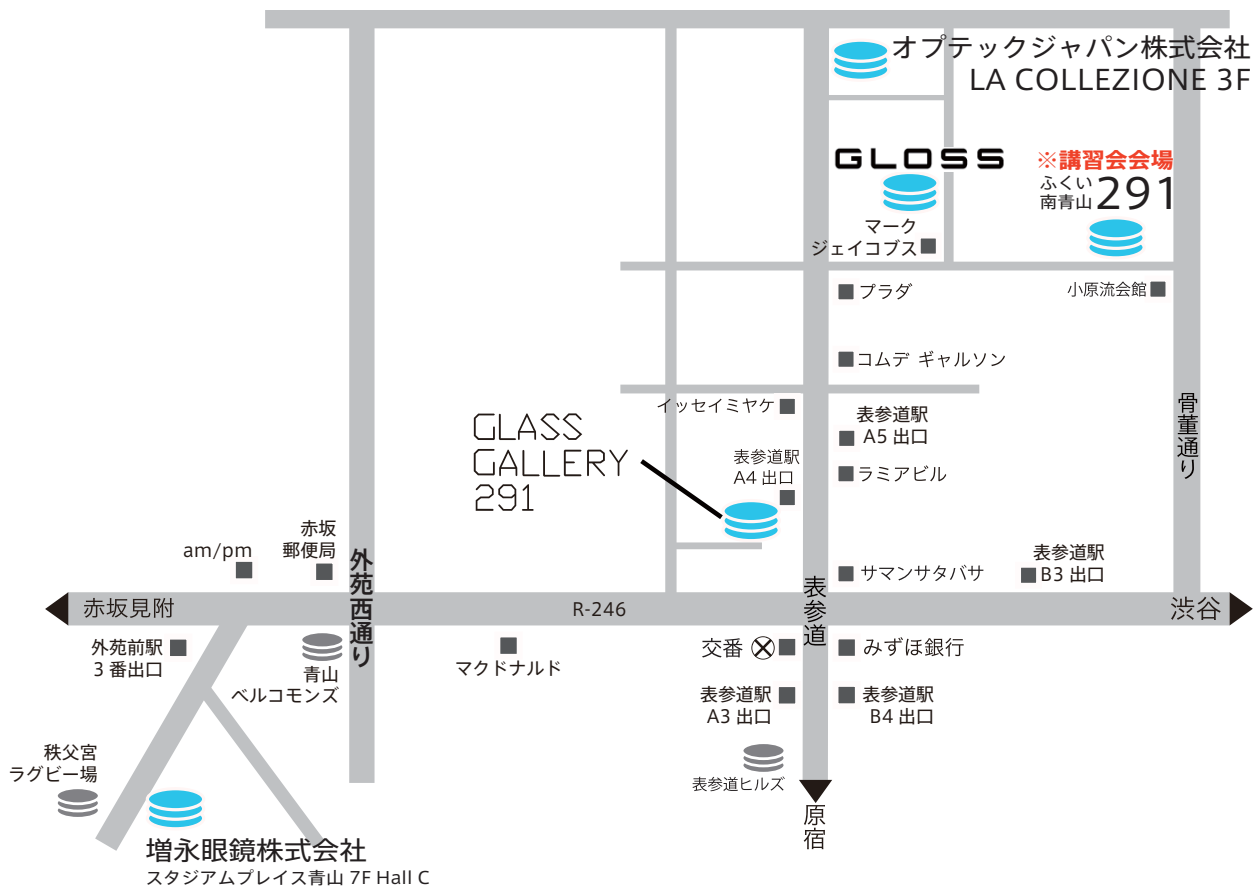 オプテックジャパン株式会社
LA COLLEZIONE 3F
GLOSS
※講習会会場
ふくい
南青山
291
マーク
ジェイコブス
プラダ
小原流会館
コムデ ギャルソン
イッセイミヤケ
表参道駅
A5 出口
骨董通り
GLASS
GALLERY
291
表参道駅
A4 出口
ラミアビル
赤坂
郵便局
am/pm
外苑西通り
サマンサタバサ
表参道駅
B3 出口
表参道
赤坂見附
R-246
渋谷
外苑前駅
3 番出口
青山
ベルコモンズ
マクドナルド
交番
みずほ銀行
表参道駅
A3 出口
表参道駅
B4 出口
秩父宮
ラグビー場
表参道ヒルズ
原宿
増永眼鏡株式会社
スタジアムプレイス青山 7F Hall C